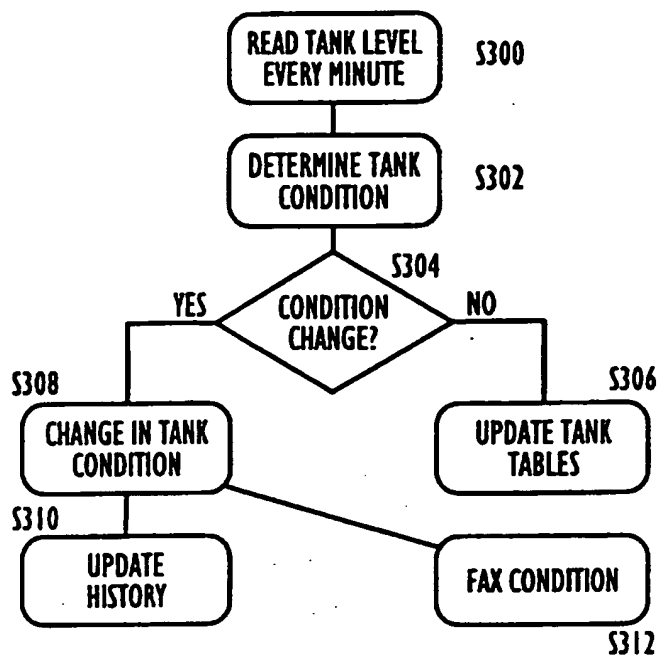 READ TANK LEVEL
EVERY MINUTE
S300
DETERMINE TANK
CONDITION
S302
S304
YES
CONDITION
CHANGE?
NO
S308
S306
CHANGE IN TANK
CONDITION
UPDATE TANK
TABLES
S310
UPDATE
HISTORY
FAX CONDITION
S312